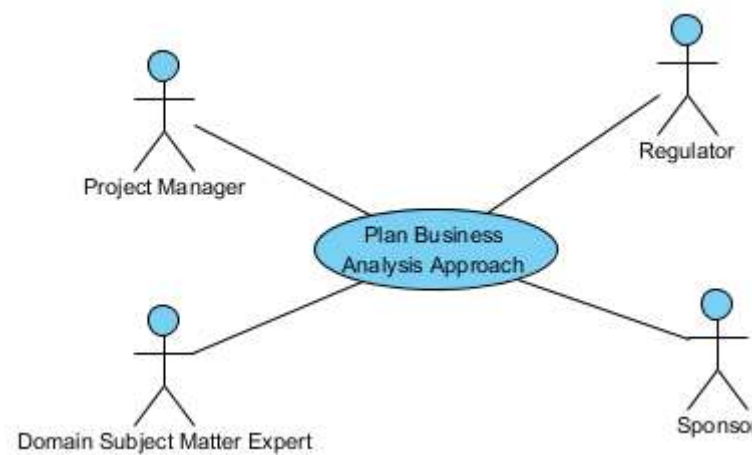 Regulator
Project Manager
Plan Business
Analysis Approach
Sponso
Domain Subject Matter Expert